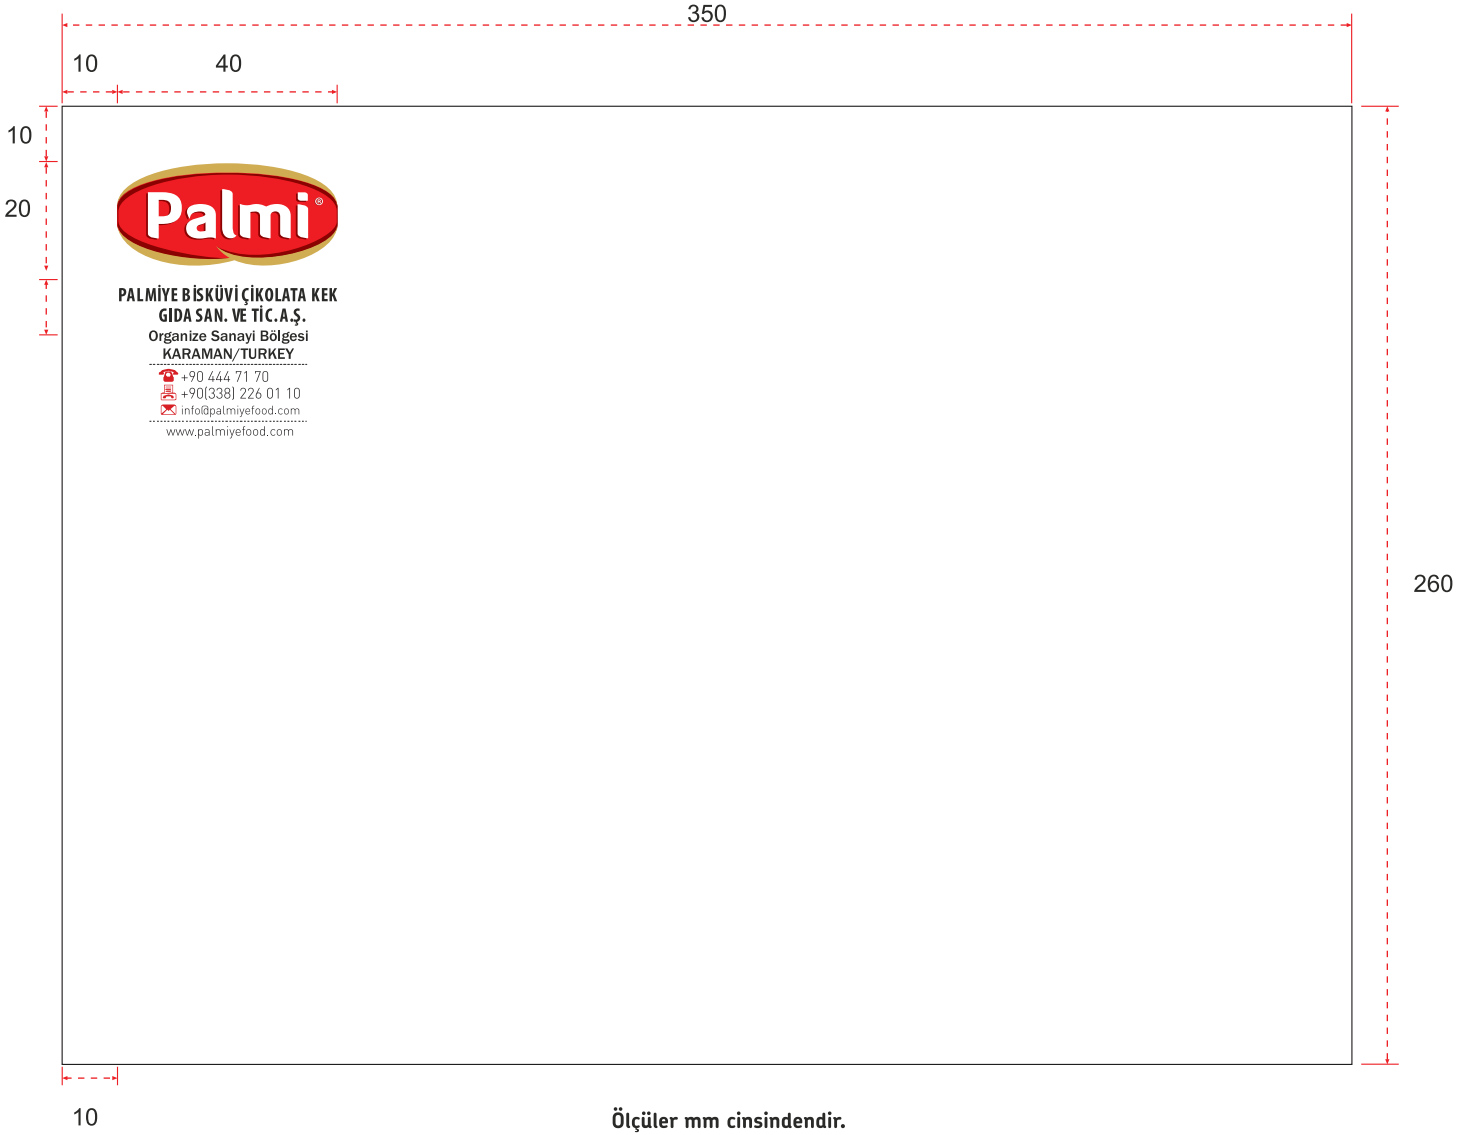 350
10
40
10
20
Palmi®
PALMİYE BİSKÜVİ ÇİKOLATA KEK
GIDA SAN. VE TİC.A.Ş.
Organize Sanayi Bölgesi
KARAMAN/TURKEY
+90 444 71 70
+90(338) 226 01 10
info@palmiyefood.com
www.palmiyefood.com
260
10
Ölçüler mm cinsindendir.